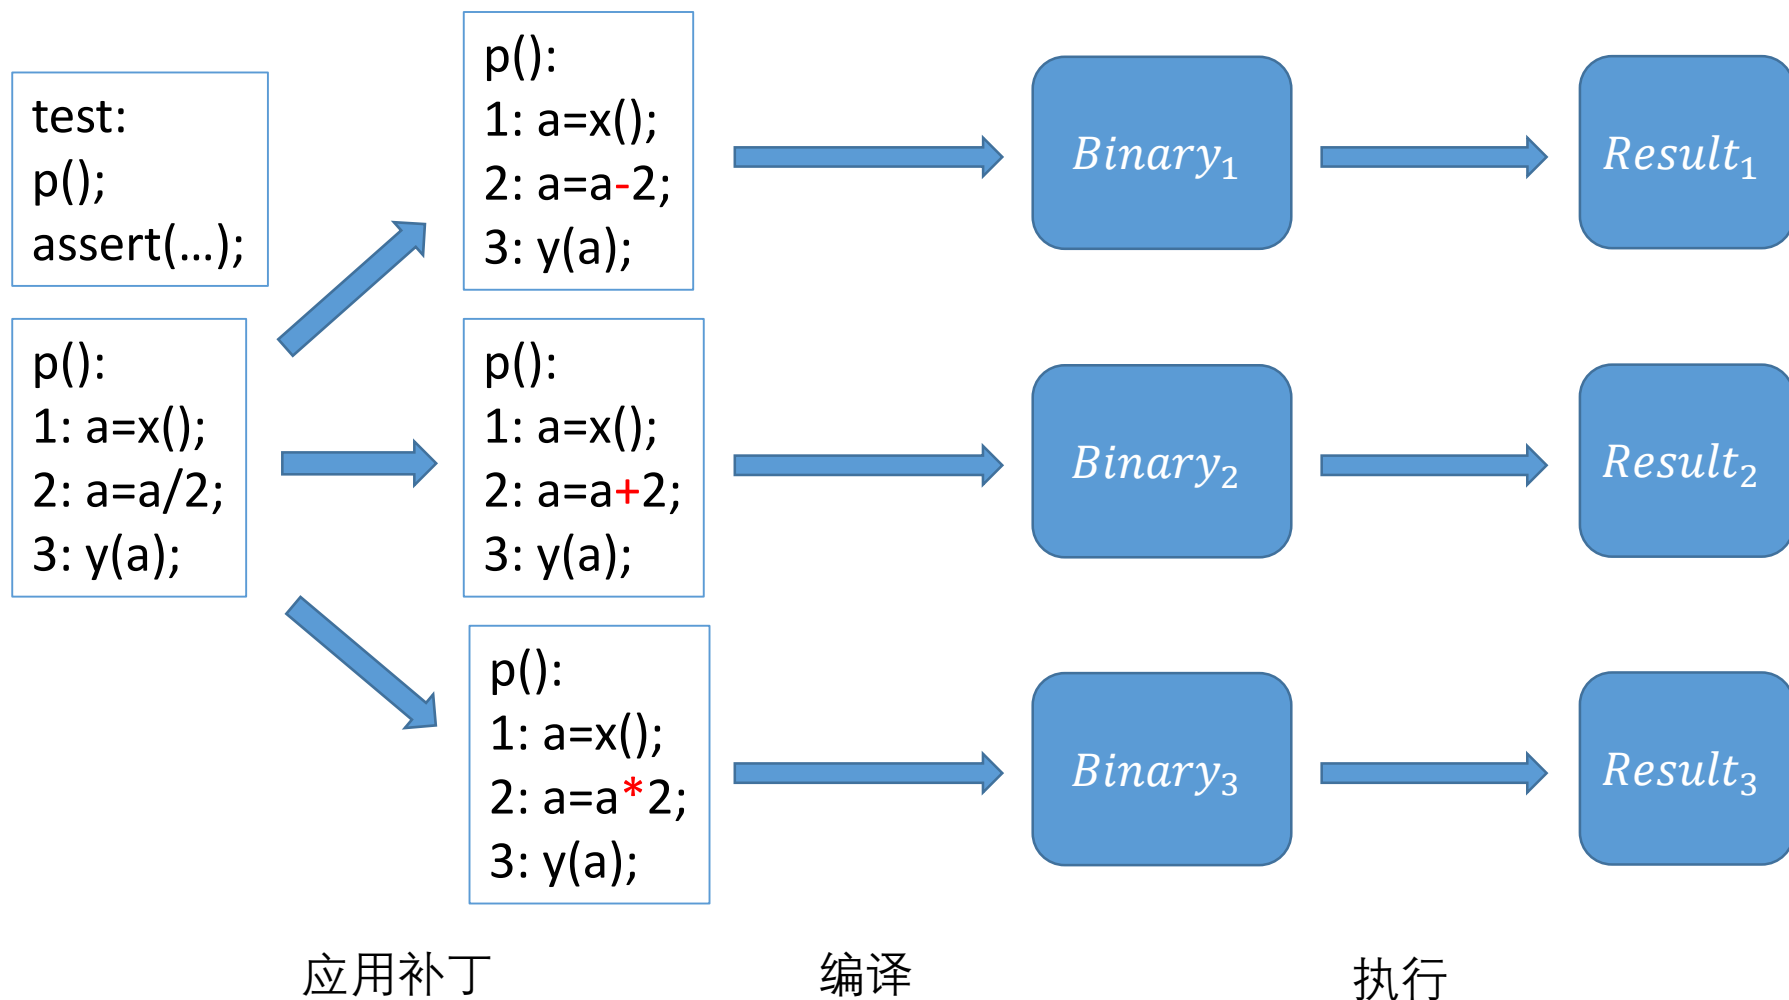 test:
p();
assert(...);
p():
1: a=x();
2: a=a/2;
3: y(a);
p():
1: a=x();
2: a=a-2;
3: y(a);
p():
1: a=x();
2: a=a+2;
3: y(a);
p():
1: a=x();
2: a=a*2;
3: y(a);
Binary₁
Result₁
Binary₂
Result₂
Binary₃
Result₃
应用补丁
编译
执行